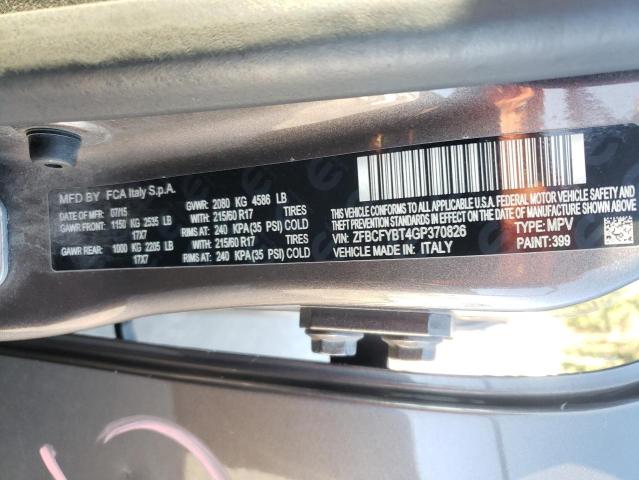 MFD BY FCA Italy S.p.A.
DATE OF MFR: 07/15 GVWR: 2080 KG 4586 LB
GAWR FRONT: 1150 KG 2535 LB WITH 215/60 R17 TIRES
17X7 RIMS AT: 240 KPA (35 PSI) COLD
GAWR REAR: 1000 KG 2205 LB WITH 215/60 R17 TIRES
17X7 RIMS AT: 240 KPA (35 PSI) COLD
THIS VEHICLE CONFORMS TO ALL APPLICABLE U.S.FEDERAL MOTOR VEHICLE SAFETY AND
THEFT PREVENTION STANDARDS IN EFFECT ON THE DATE OF MANUFACTURE SHOWN ABOVE.
VIN: ZFBCFYBT4GP370826 TYPE: MPV
VEHICLE MADE IN: ITALY PAINT: 399